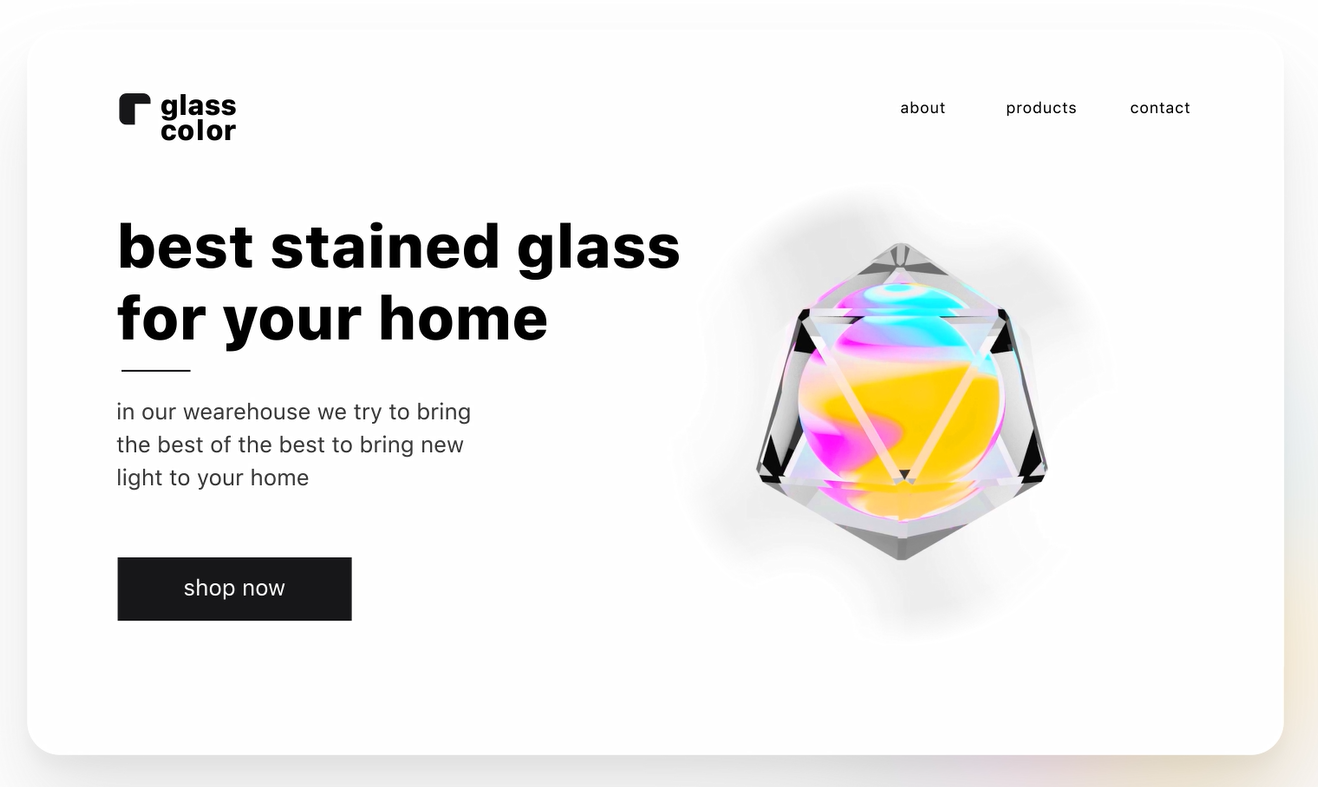 glass
color
about
products
contact
best stained glass
for your home
in our wearehouse we try to bring
the best of the best to bring new
light to your home
shop now